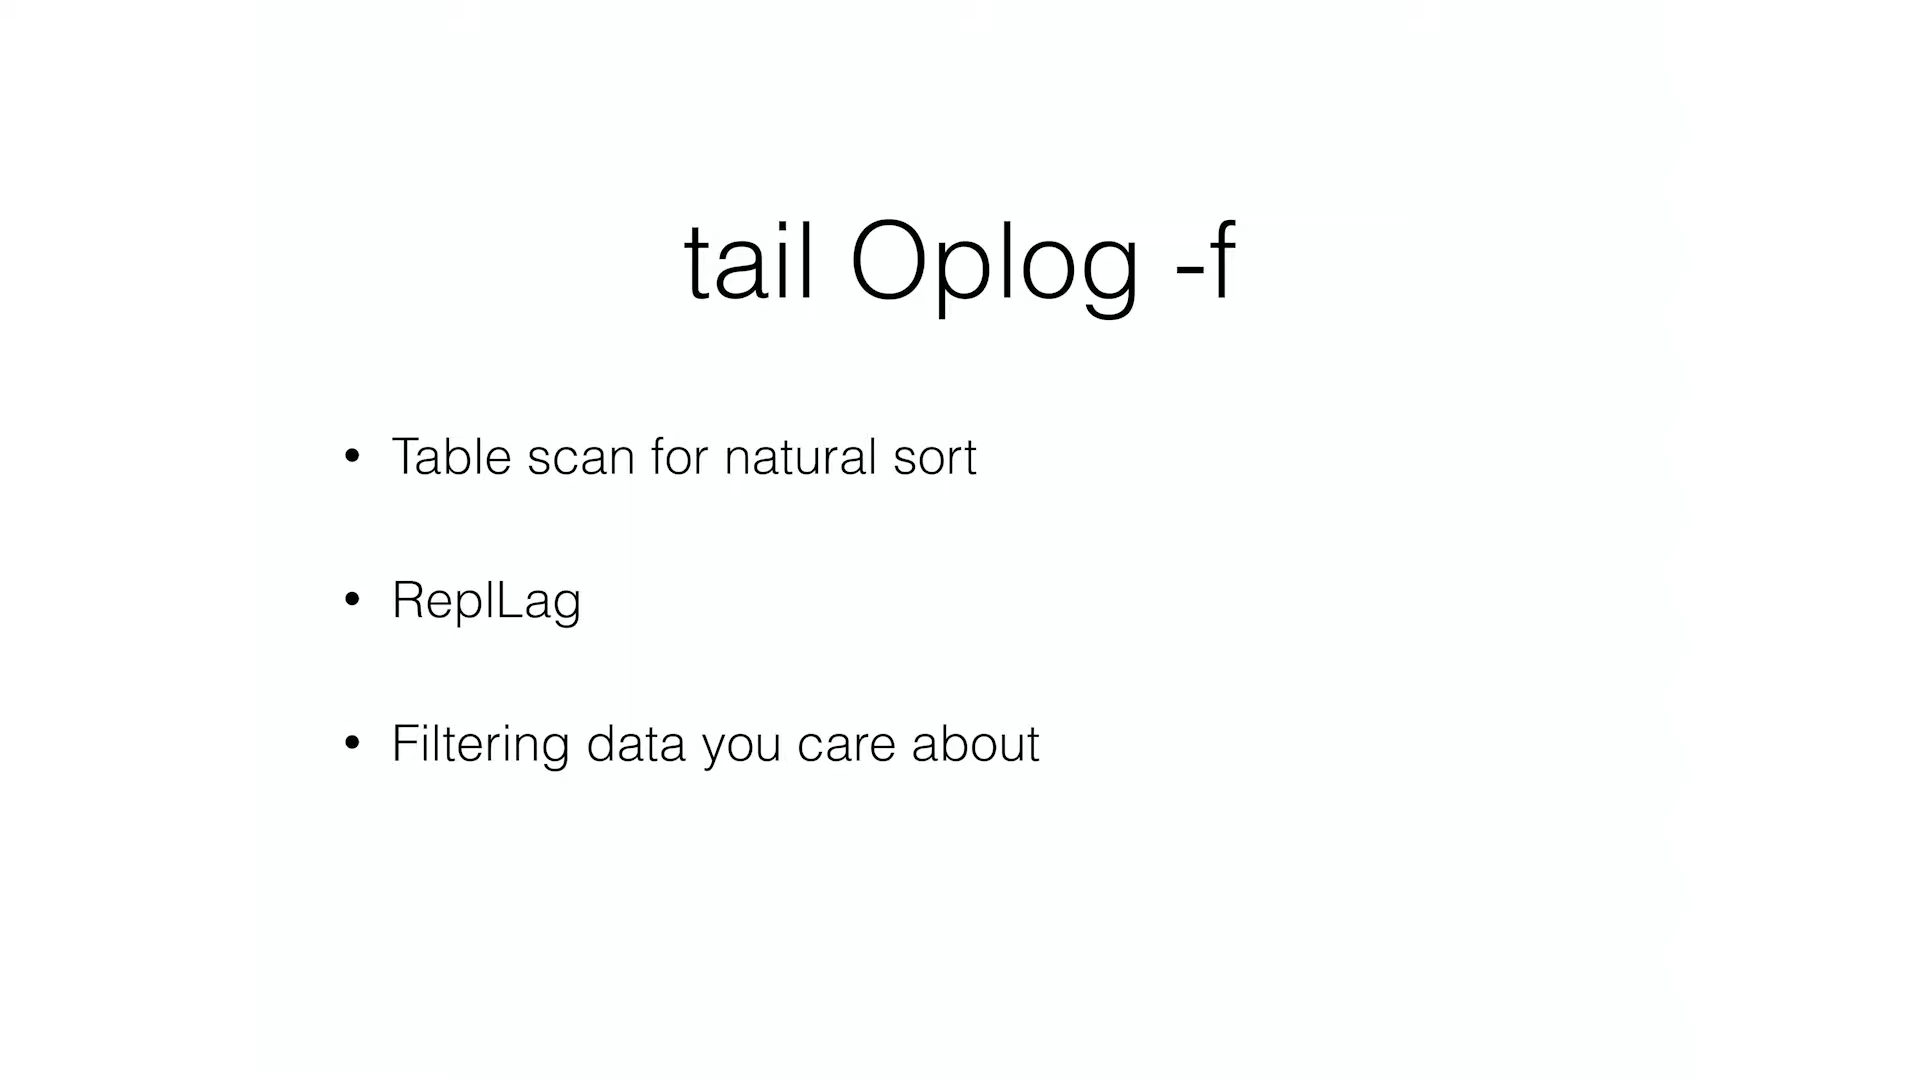 tail Oplog -f
• Table scan for natural sort
• ReplLag
• Filtering data you care about